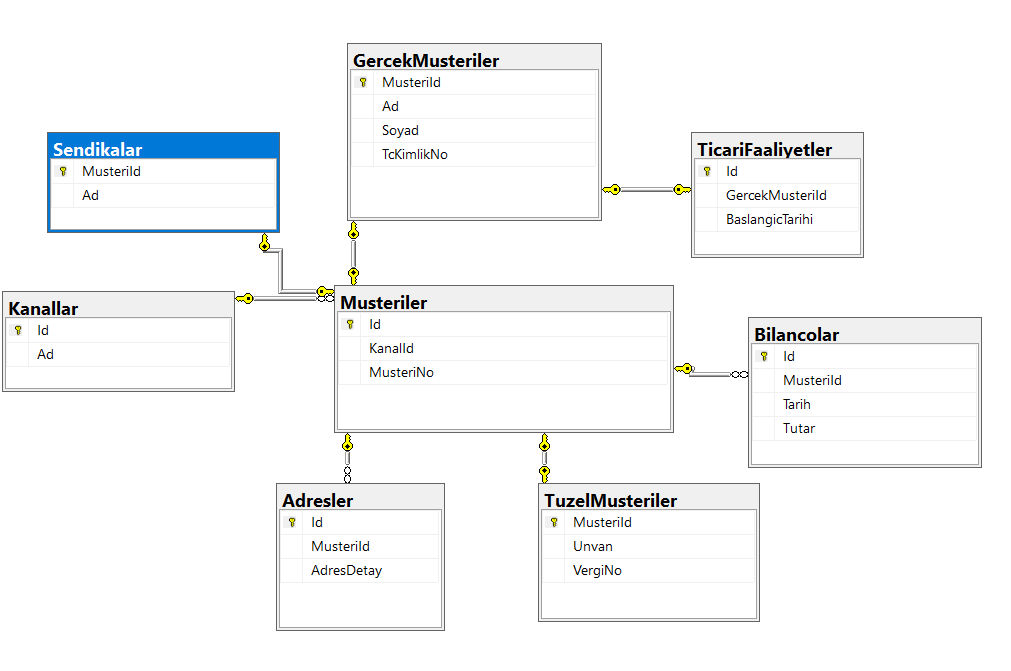 GercekMusteriler
MusteriId
Ad
Soyad
TcKimlikNo
Sendikalar
MusteriId
Ad
TicariFaaliyetler
Id
GercekMusteriId
BaslangicTarihi
Kanallar
Id
Ad
Musteriler
Id
KanalId
MusteriNo
Bilancolar
Id
MusteriId
Tarih
Tutar
Adresler
Id
MusteriId
AdresDetay
TuzelMusteriler
MusteriId
Unvan
VergiNo